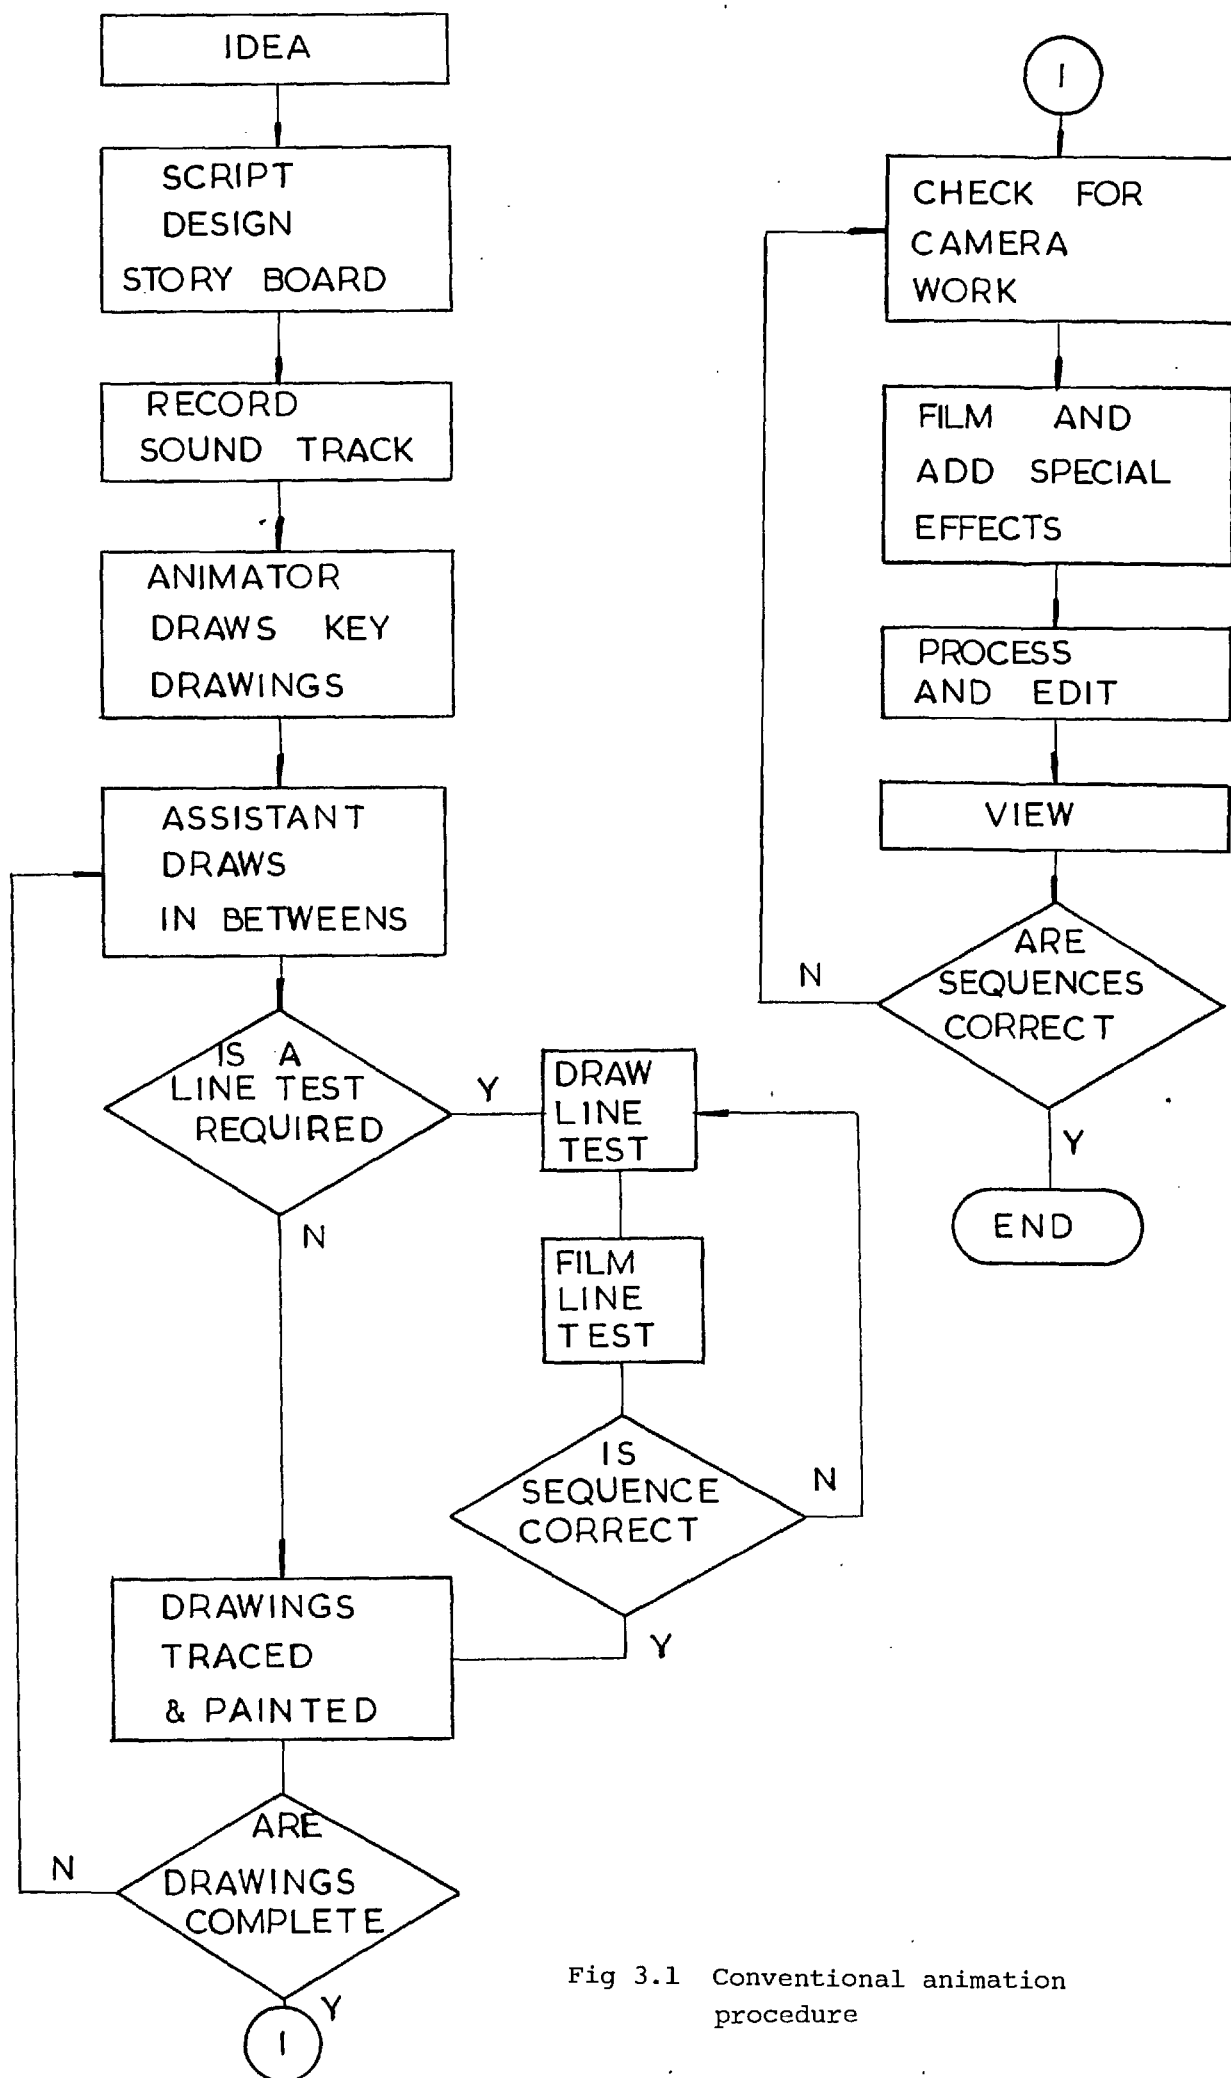 IDEA
SCRIPT
DESIGN
STORY BOARD
RECORD
SOUND TRACK
ANIMATOR
DRAWS KEY
DRAWINGS
ASSISTANT
DRAWS
IN BETWEENS
IS A
LINE TEST
REQUIRED
Y
N
DRAW
LINE
TEST
FILM
LINE
TEST
IS
SEQUENCE
CORRECT
N
Y
DRAWINGS
TRACED
& PAINTED
ARE
DRAWINGS
COMPLETE
N
Y
1
1
CHECK FOR
CAMERA
WORK
FILM AND
ADD SPECIAL
EFFECTS
PROCESS
AND EDIT
VIEW
ARE
SEQUENCES
CORRECT
N
Y
END
Fig 3.1 Conventional animation
procedure